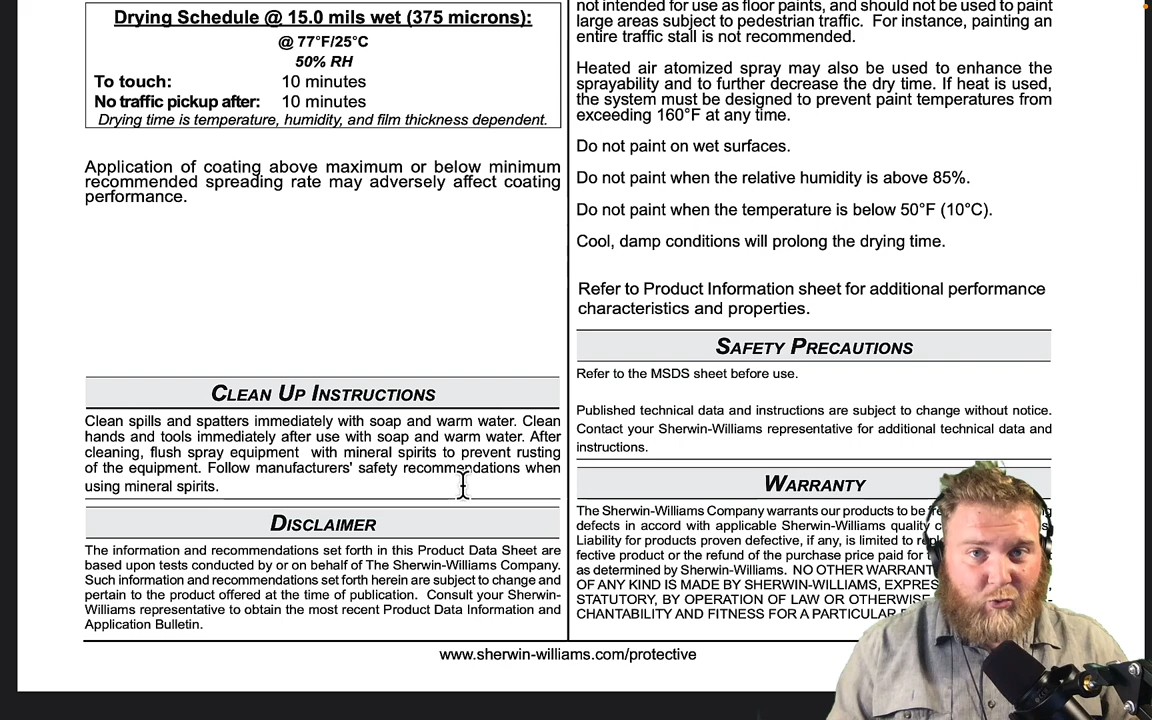 Drying Schedule @ 15.0 mils wet (375 microns):
@ 77°F/25°C
50% RH
To touch: 10 minutes
No traffic pickup after: 10 minutes
Drying time is temperature, humidity, and film thickness dependent.
Application of coating above maximum or below minimum
recommended spreading rate may adversely affect coating
performance.
CLEAN UP INSTRUCTIONS
Clean spills and spatters immediately with soap and warm water. Clean
hands and tools immediately after use with soap and warm water. After
cleaning, flush spray equipment with mineral spirits to prevent rusting
of the equipment. Follow manufacturers' safety recommendations when
using mineral spirits.
DISCLAIMER
The information and recommendations set forth in this Product Data Sheet are
based upon tests conducted by or on behalf of The Sherwin-Williams Company.
Such information and recommendations set forth herein are subject to change and
pertain to the product offered at the time of publication. Consult your Sherwin-
Williams representative to obtain the most recent Product Data Information and
Application Bulletin.
not intended for use as floor paints, and should not be used to paint
large areas subject to pedestrian traffic. For instance, painting an
entire traffic stall is not recommended.
Heated air atomized spray may also be used to enhance the
sprayability and to further decrease the dry time. If heat is used,
the system must be designed to prevent paint temperatures from
exceeding 160°F at any time.
Do not paint on wet surfaces.
Do not paint when the relative humidity is above 85%.
Do not paint when the temperature is below 50°F (10°C).
Cool, damp conditions will prolong the drying time.
Refer to Product Information sheet for additional performance
characteristics and properties.
SAFETY PRECAUTIONS
Refer to the MSDS sheet before use.
Published technical data and instructions are subject to change without notice.
Contact your Sherwin-Williams representative for additional technical data and
instructions.
WARRANTY
The Sherwin-Williams Company warrants our products to be
defects in accord with applicable Sherwin-Williams quality
Liability for products proven defective, if any, is limited to
fective product or the refund of the purchase price paid for
as determined by Sherwin-Williams. NO OTHER
OF ANY KIND IS MADE BY SHERWIN-WILLIAMS,
STATUTORY, BY OPERATION OF LAW OR OTHERWISE
CHANTABILITY AND FITNESS FOR A PARTICULAR
www.sherwin-williams.com/protective